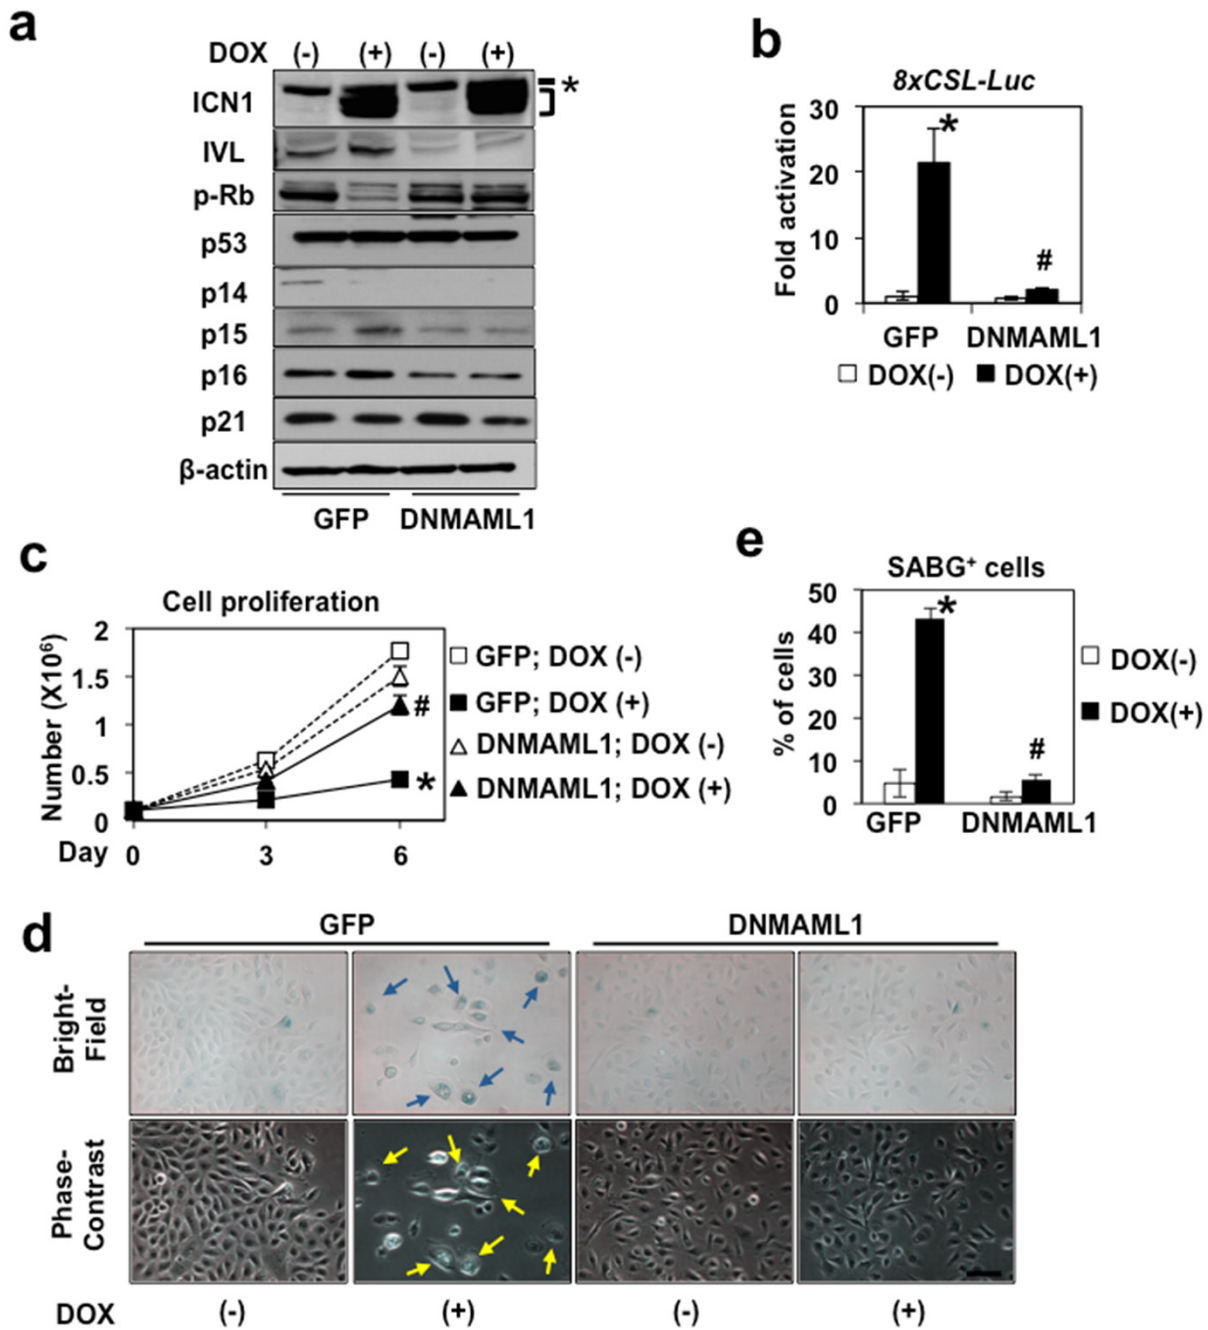 a
DOX (-) (+) (-) (+)
ICN1
*
IVL
p-Rb
p53
p14
p15
p16
p21
β-actin
GFP DNMAML1
b
8xCSL-Luc
Fold activation
30
20
10
0
*
#
GFP DNMAML1
DOX(-) DOX(+)
c
Cell proliferation
Number (X10⁶)
2
1.5
1
0.5
0
#
*
Day 0 3 6
GFP; DOX (-)
GFP; DOX (+)
DNMAML1; DOX (-)
DNMAML1; DOX (+)
e
SABG⁺ cells
% of cells
50
40
30
20
10
0
*
#
GFP DNMAML1
DOX(-)
DOX(+)
d
GFP DNMAML1
Bright-
Field
Phase-
Contrast
DOX (-) (+) (-) (+)